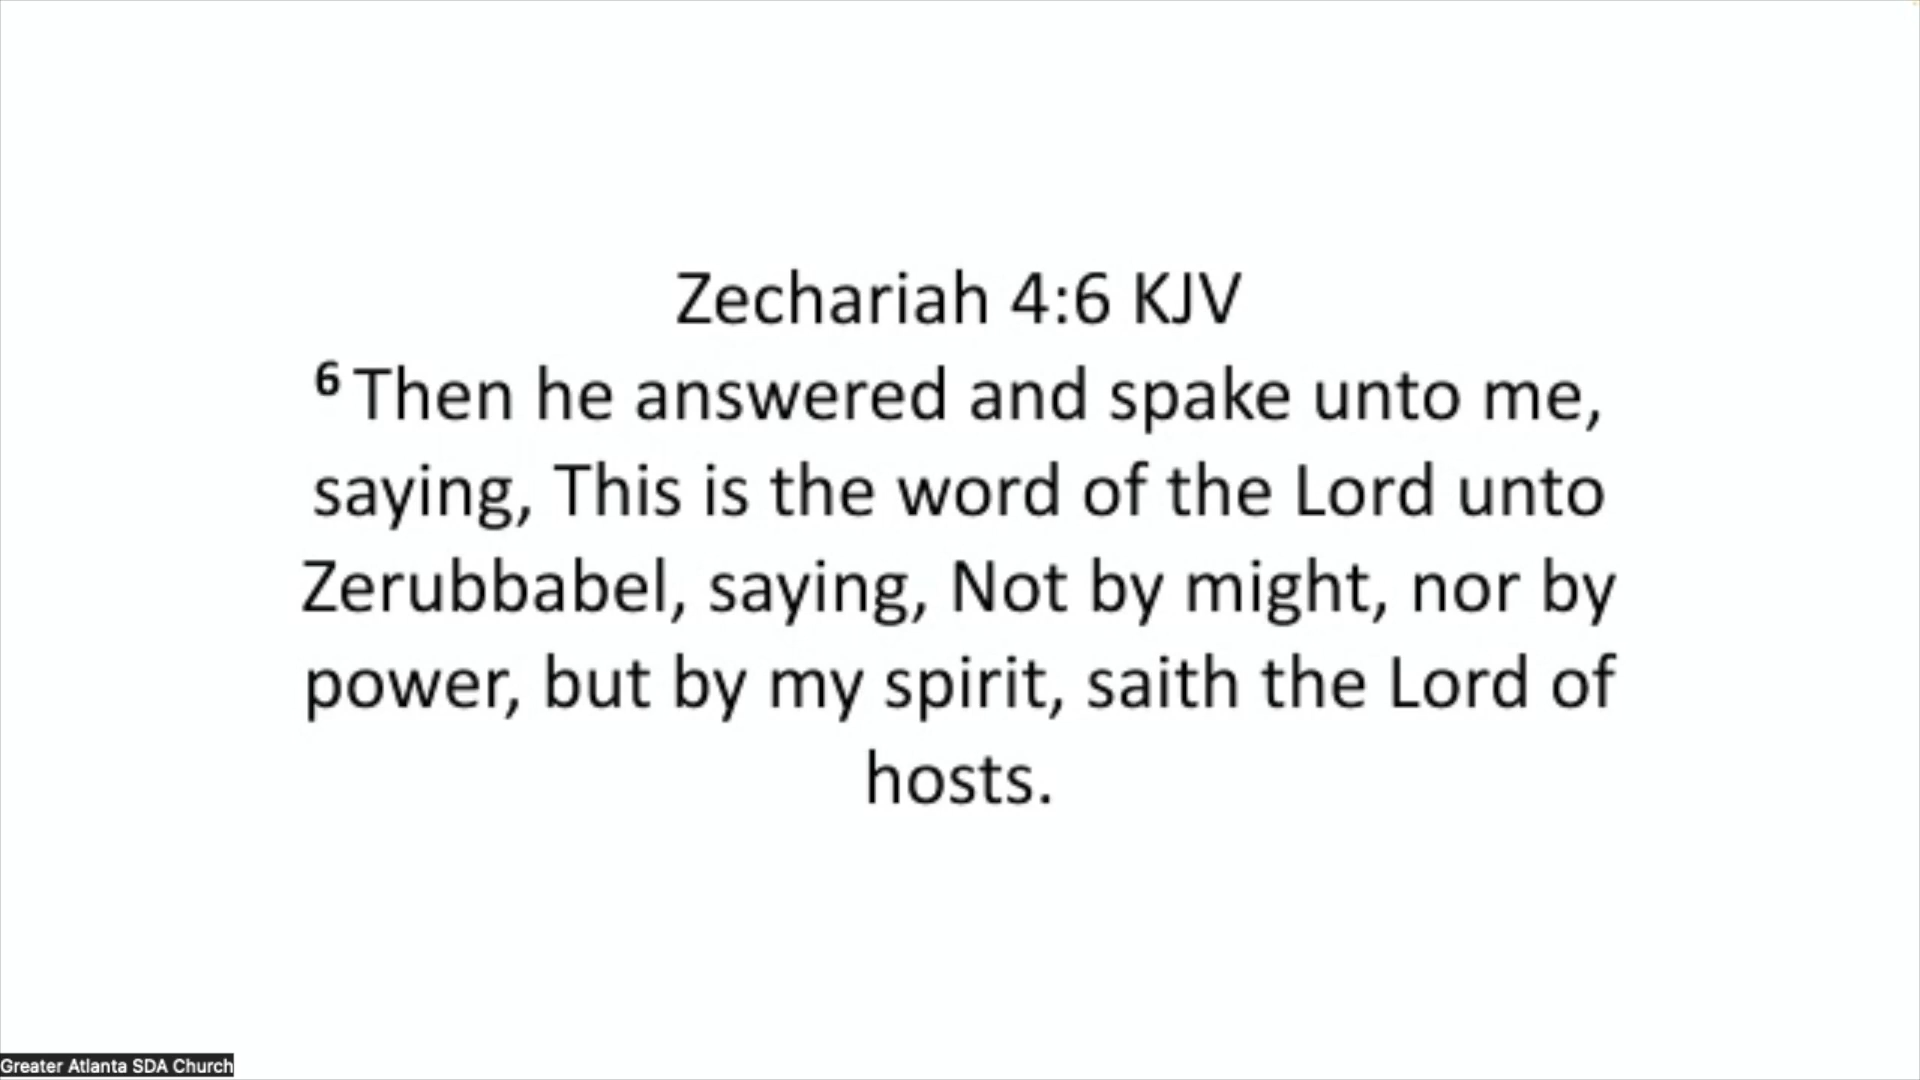 Zechariah 4:6 KJV
6 Then he answered and spake unto me,
saying, This is the word of the Lord unto
Zerubbabel, saying, Not by might, nor by
power, but by my spirit, saith the Lord of
hosts.
Greater Atlanta SDA Church